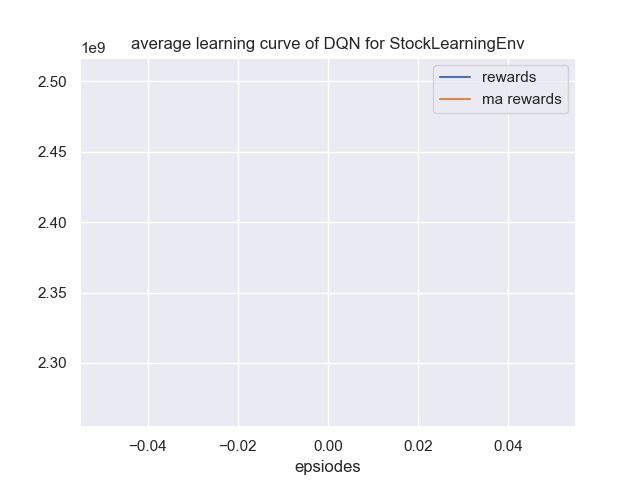 1e9
average learning curve of DQN for StockLearningEnv
rewards
ma rewards
2.50
2.45
2.40
2.35
2.30
−0.04
−0.02
0.00
0.02
0.04
epsiodes